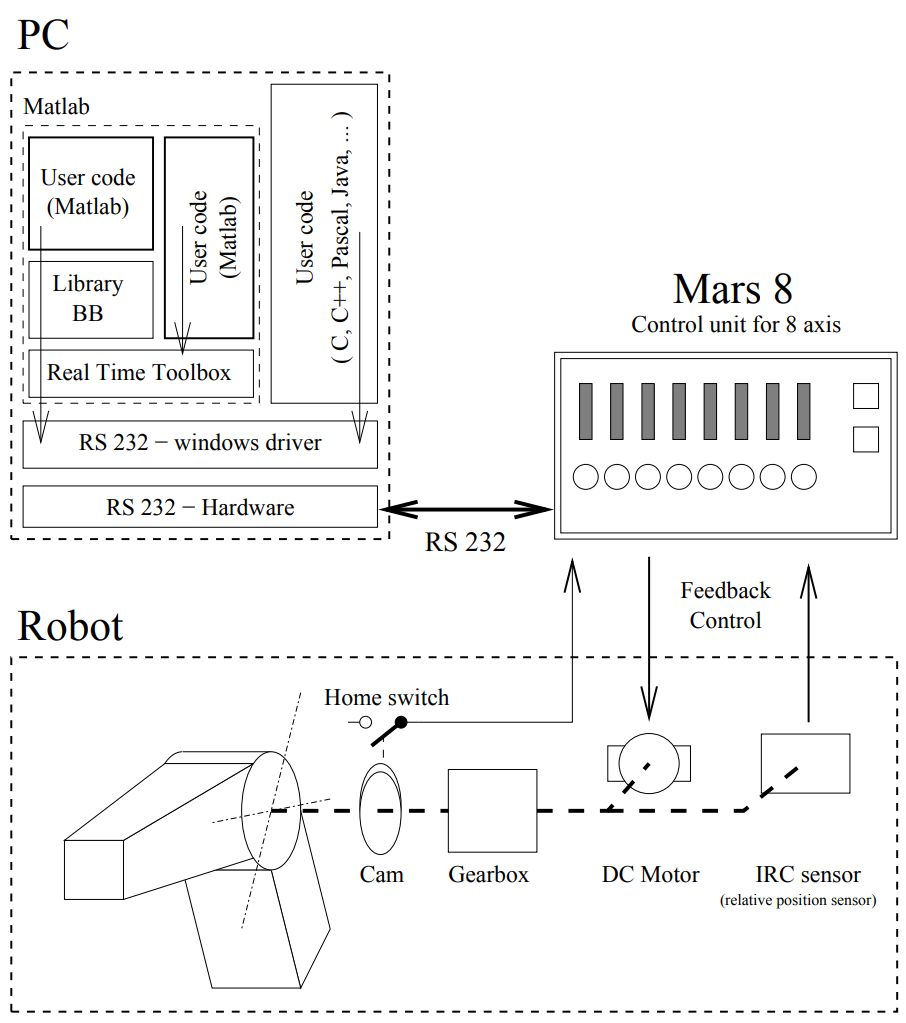 PC
Matlab
User code
(Matlab)
Library
BB
User code
(Matlab)
Real Time Toolbox
User code
( C, C++, Pascal, Java, ... )
RS 232 − windows driver
RS 232 − Hardware
RS 232
Mars 8
Control unit for 8 axis
Feedback
Control
Robot
Home switch
Cam
Gearbox
DC Motor
IRC sensor
(relative position sensor)